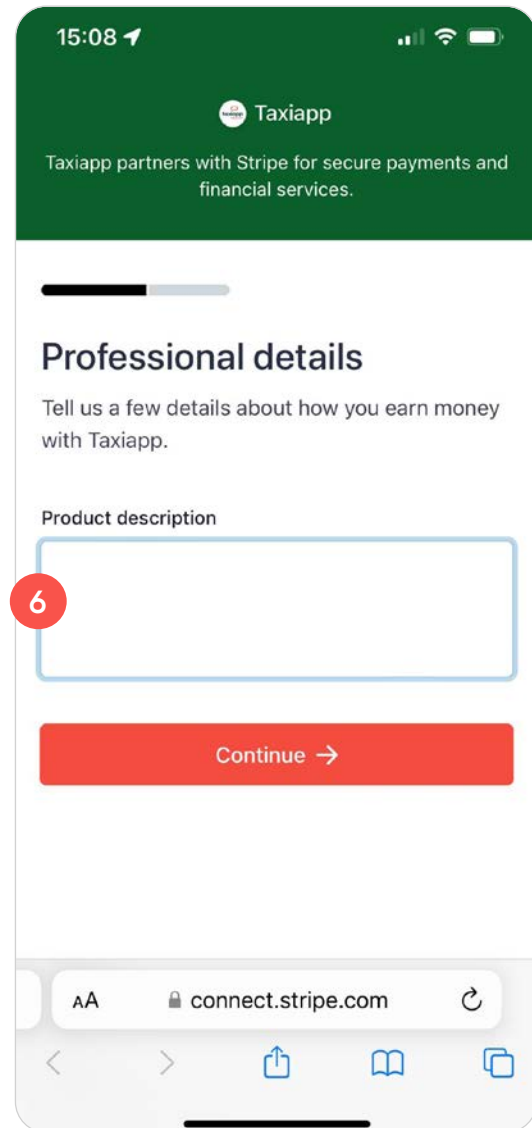 15:08
Taxiapp
Taxiapp partners with Stripe for secure payments and
financial services.
Professional details
Tell us a few details about how you earn money
with Taxiapp.
Product description
6
Continue →
AA
connect.stripe.com